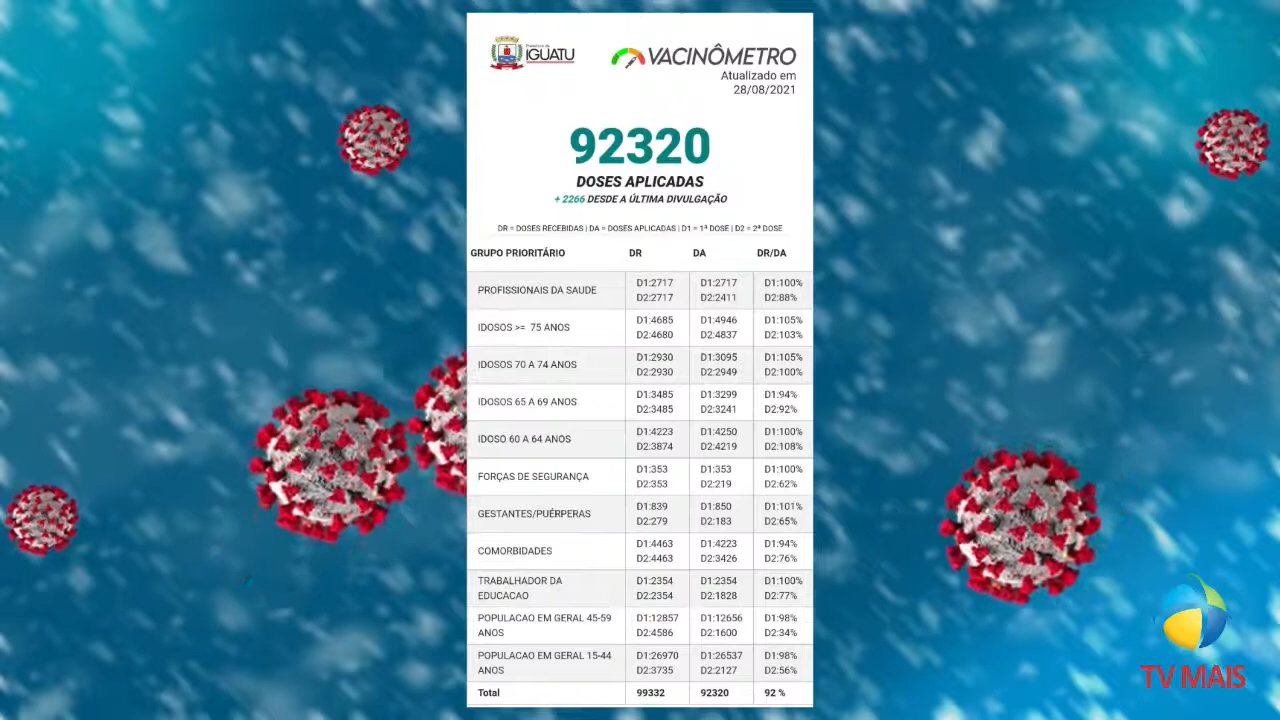 Prefeitura de
IGUATU
VACINÔMETRO
Atualizado em
28/08/2021
92320
DOSES APLICADAS
+ 2266 DESDE A ÚLTIMA DIVULGAÇÃO
DR = DOSES RECEBIDAS | DA = DOSES APLICADAS | D1 = 1ª DOSE | D2 = 2ª DOSE
GRUPO PRIORITÁRIO DR DA DR/DA
PROFISSIONAIS DA SAUDE D1:2717 D1:2717 D1:100%
D2:2717 D2:2411 D2:88%
IDOSOS >= 75 ANOS D1:4685 D1:4946 D1:105%
D2:4680 D2:4837 D2:103%
IDOSOS 70 A 74 ANOS D1:2930 D1:3095 D1:105%
D2:2930 D2:2949 D2:100%
IDOSOS 65 A 69 ANOS D1:3485 D1:3299 D1:94%
D2:3485 D2:3241 D2:92%
IDOSO 60 A 64 ANOS D1:4223 D1:4250 D1:100%
D2:3874 D2:4219 D2:108%
FORÇAS DE SEGURANÇA D1:353 D1:353 D1:100%
D2:353 D2:219 D2:62%
GESTANTES/PUÉRPERAS D1:839 D1:850 D1:101%
D2:279 D2:183 D2:65%
COMORBIDADES D1:4463 D1:4223 D1:94%
D2:4463 D2:3426 D2:76%
TRABALHADOR DA D1:2354 D1:2354 D1:100%
EDUCACAO D2:2354 D2:1828 D2:77%
POPULACAO EM GERAL 45-59 D1:12857 D1:12656 D1:98%
ANOS D2:4586 D2:1600 D2:34%
POPULACAO EM GERAL 15-44 D1:26970 D1:26537 D1:98%
ANOS D2:3735 D2:2127 D2:56%
Total 99332 92320 92 %
TV MAIS